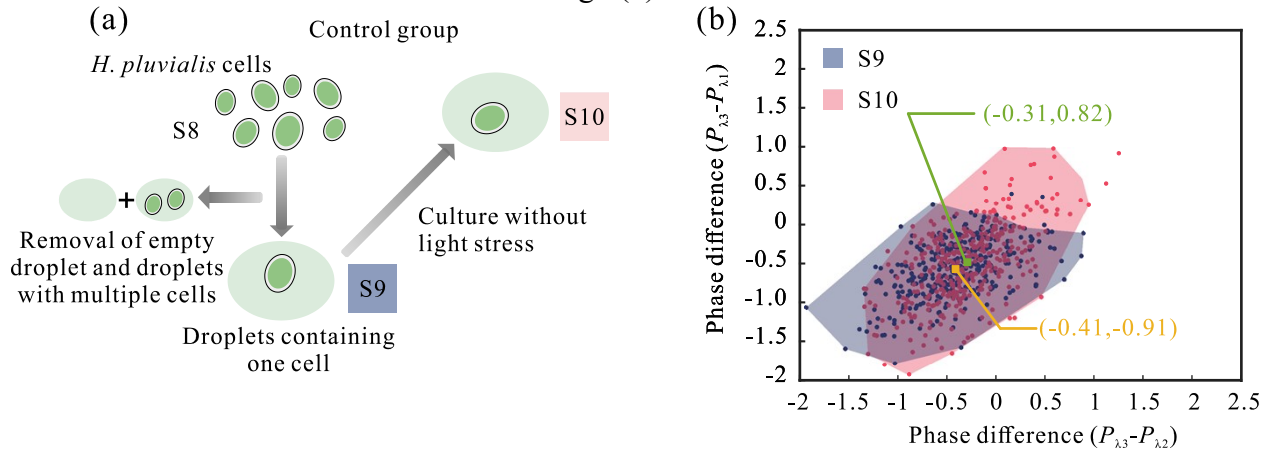 (a)
Control group
H. pluvialis cells
S8
S10
+
Removal of empty
droplet and droplets
with multiple cells
Culture without
light stress
S9
Droplets containing
one cell
(b)
2.5
2
1.5
1
0.5
0
-0.5
-1.0
-1.5
-2
Phase difference (Pλ3-Pλ1)
S9
S10
(-0.31,0.82)
(-0.41,-0.91)
-2 -1.5 -1 -0.5 0 0.5 1 1.5 2 2.5
Phase difference (Pλ3-Pλ2)